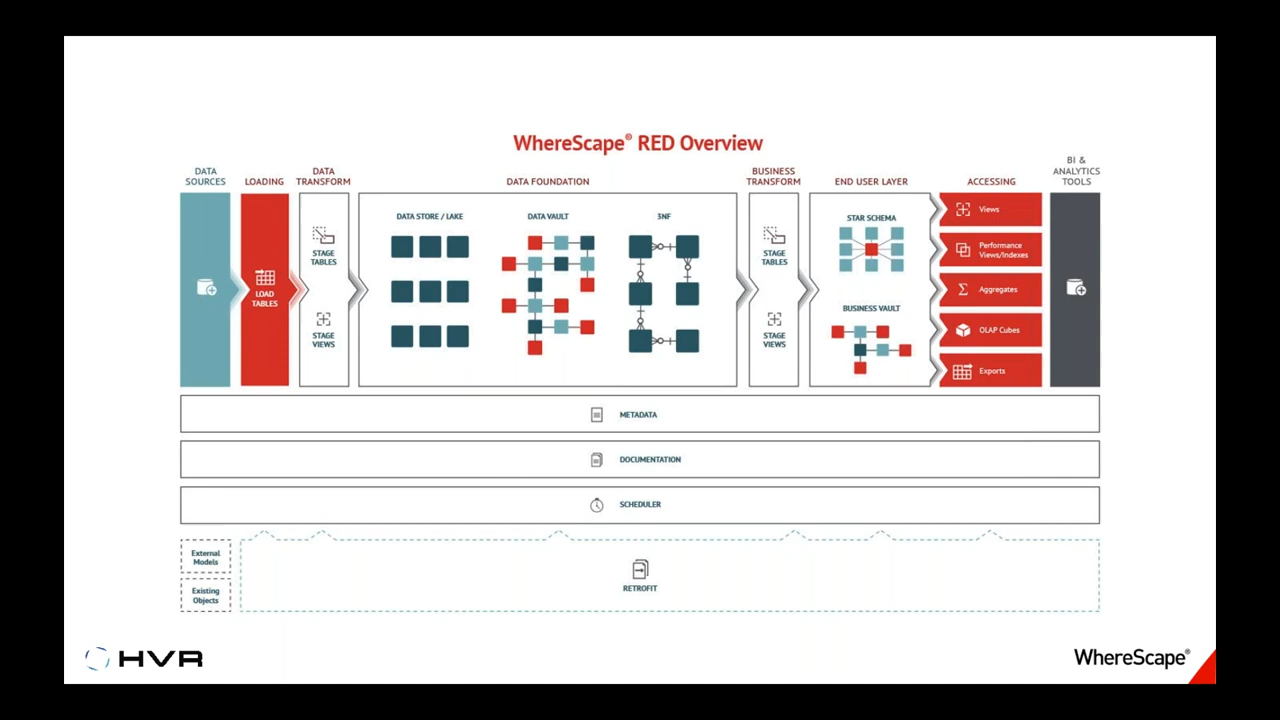 WhereScape® RED Overview
DATA
SOURCES
LOADING
DATA
TRANSFORM
DATA FOUNDATION
BUSINESS
TRANSFORM
END USER LAYER
ACCESSING
BI &
ANALYTICS
TOOLS
LOAD
TABLES
STAGE
TABLES
STAGE
VIEWS
DATA STORE / LAKE
DATA VAULT
3NF
STAGE
TABLES
STAGE
VIEWS
STAR SCHEMA
BUSINESS VAULT
Views
Performance
Views/Indexes
Aggregates
OLAP Cubes
Exports
METADATA
DOCUMENTATION
SCHEDULER
External
Models
Existing
Objects
RETROFIT
HVR
WhereScape®